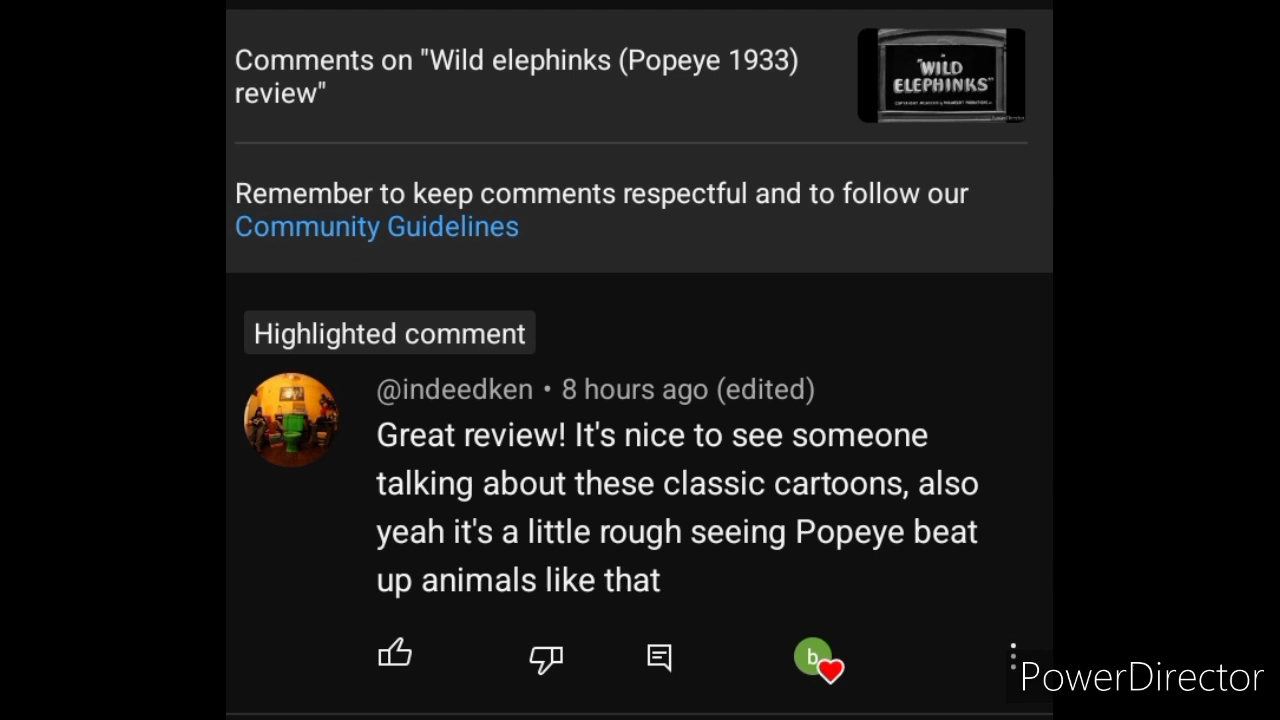 Comments on "Wild elephinks (Popeye 1933)
review"
"WILD
ELEPHINKS"
Remember to keep comments respectful and to follow our
Community Guidelines
Highlighted comment
@indeedken • 8 hours ago (edited)
Great review! It's nice to see someone
talking about these classic cartoons, also
yeah it's a little rough seeing Popeye beat
up animals like that
b
PowerDirector